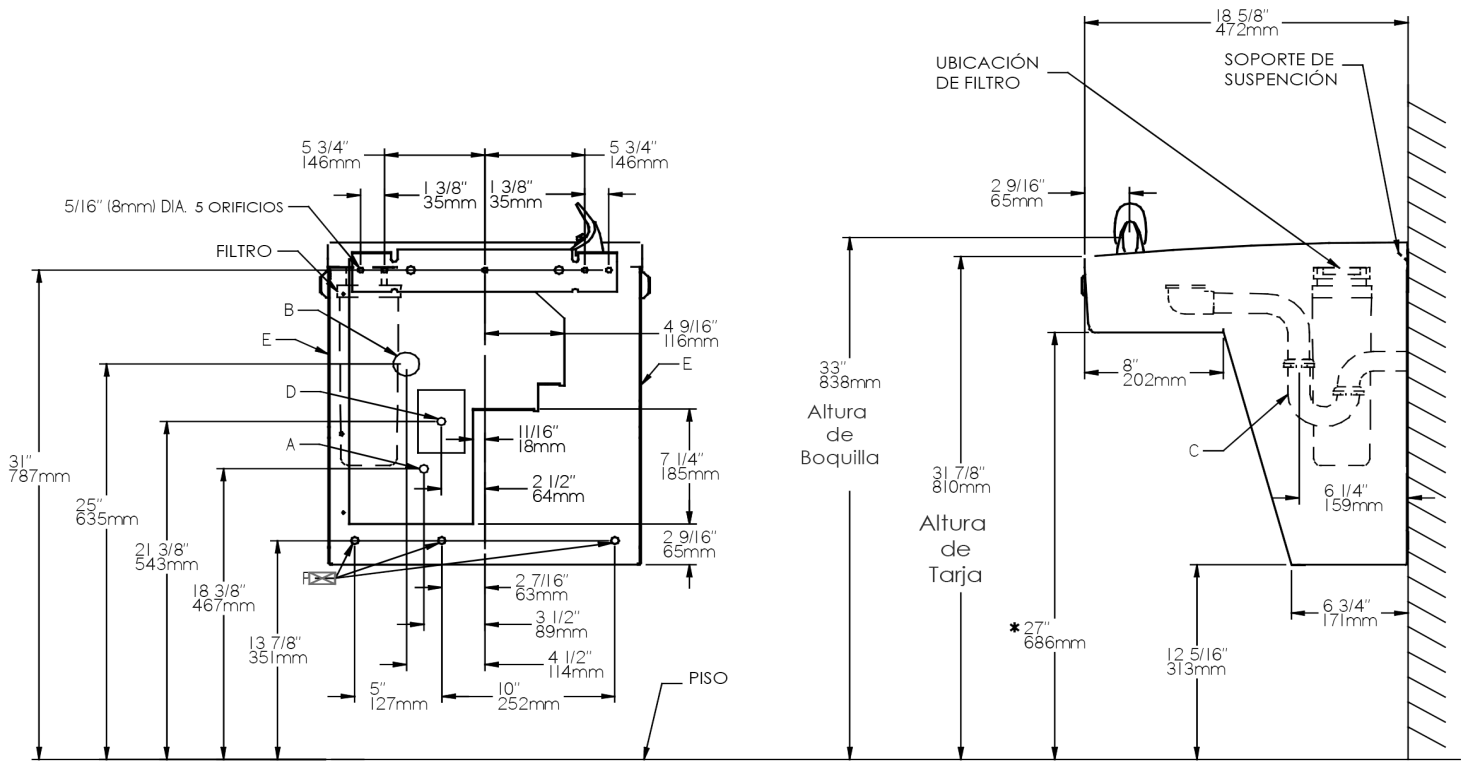 18 5/8"
472mm
UBICACIÓN
DE FILTRO
SOPORTE DE
SUSPENCIÓN
5 3/4"
146mm
5 3/4"
146mm
1 3/8"
35mm
1 3/8"
35mm
2 9/16"
65mm
5/16" (8mm) DIA. 5 ORIFICIOS
FILTRO
B
E
4 9/16"
116mm
E
D
11/16"
18mm
A
7 1/4"
185mm
2 1/2"
64mm
31"
787mm
25"
635mm
21 3/8"
543mm
18 3/8"
467mm
13 7/8"
351mm
2 9/16"
65mm
F
2 7/16"
63mm
3 1/2"
89mm
4 1/2"
114mm
5"
127mm
10"
252mm
PISO
33"
838mm
Altura
de
Boquilla
8"
202mm
C
31 7/8"
810mm
Altura
de
Tarja
6 1/4"
159mm
* 27"
686mm
6 3/4"
171mm
12 5/16"
313mm